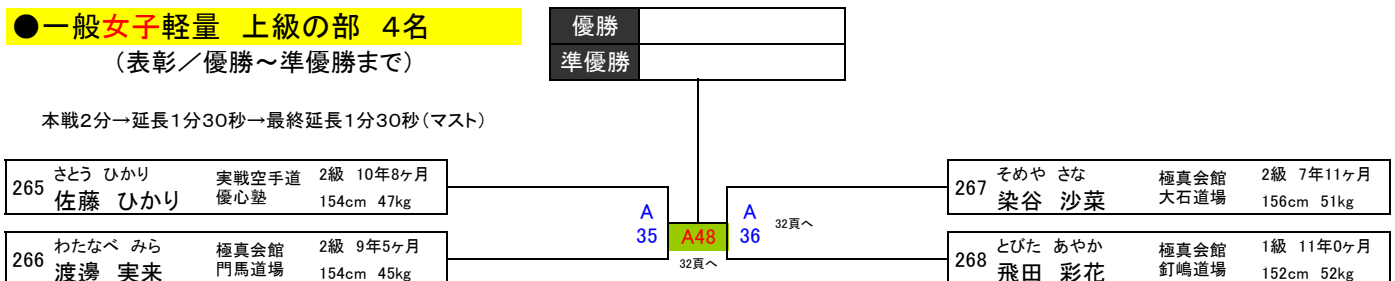 ●一般女子軽量　上級の部　４名
（表彰／優勝～準優勝まで）
優勝
準優勝
本戦２分→延長１分３０秒→最終延長１分３０秒（マスト）
265
さとう　ひかり
佐藤　ひかり
実戦空手道
優心塾
2級　10年8ヶ月
154cm　47kg
266
わたなべ　みら
渡邊　実来
極真会館
門馬道場
2級　9年5ヶ月
154cm　45kg
A
35
A48
32頁へ
A
36
32頁へ
267
そめや　さな
染谷　沙菜
極真会館
大石道場
2級　7年11ヶ月
156cm　51kg
268
とびた　あやか
飛田　彩花
極真会館
釘嶋道場
1級　11年0ヶ月
152cm　52kg